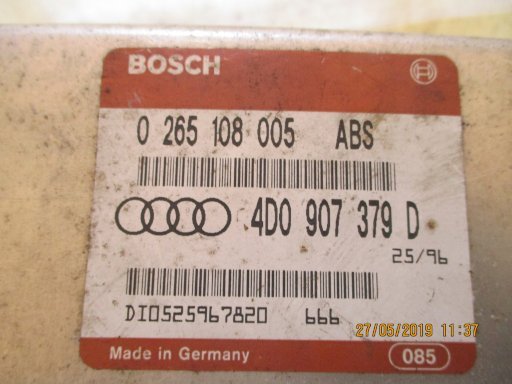 BOSCH
0 265 108 005 ABS
4D0 907 379 D
25/96
DI0525967820 666
27/05/2019 11:37
Made in Germany 085